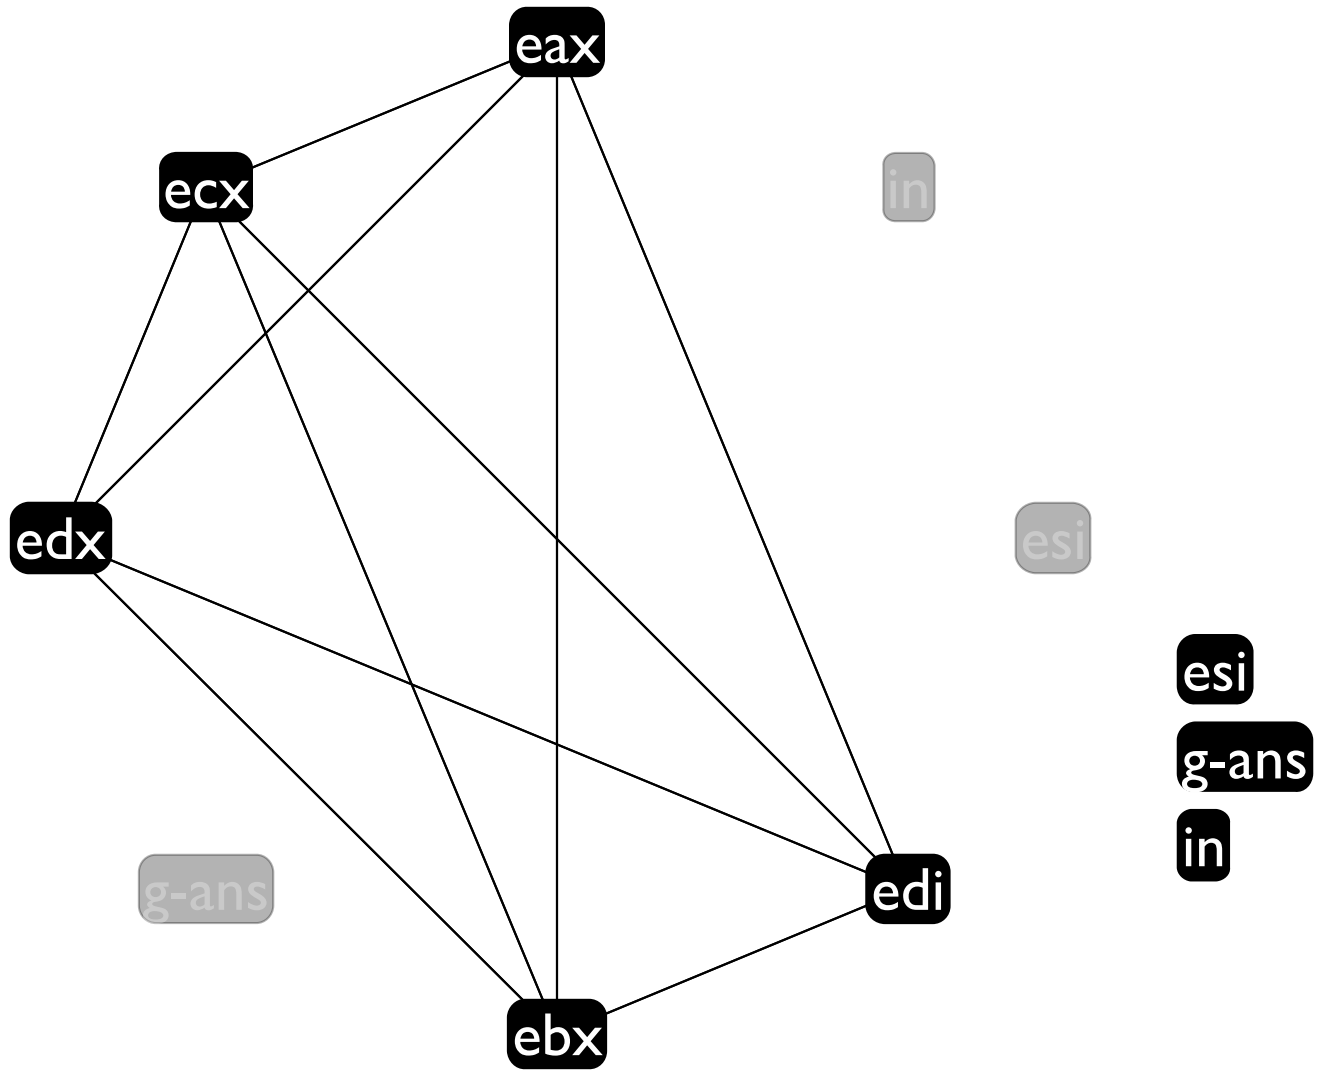 eax
ecx
in
edx
esi
esi
g-ans
in
g-ans
edi
ebx